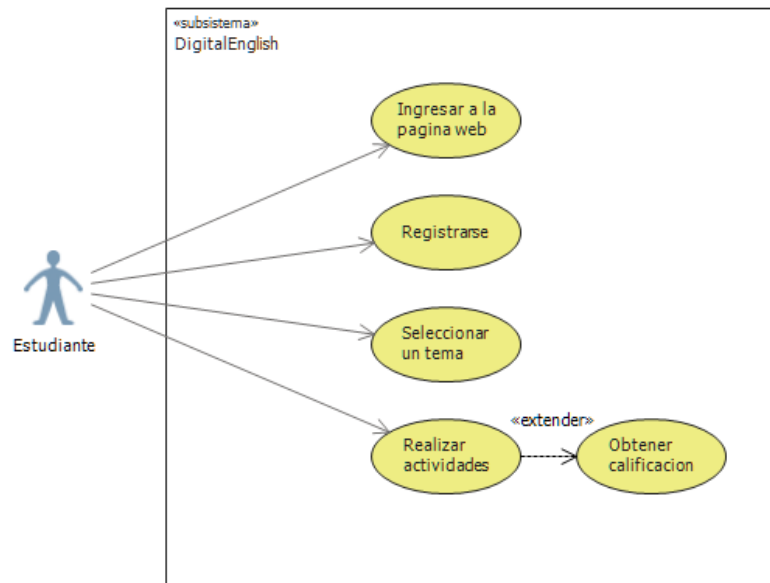 «subsistema»
DigitalEnglish
Ingresar a la
pagina web
Registrarse
Estudiante
Seleccionar
un tema
«extender»
Realizar
actividades
Obtener
calificacion